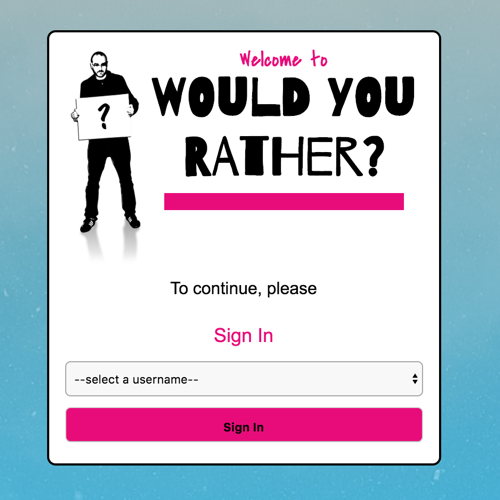 Welcome to
WOULD YOU
RATHER?
?
To continue, please
Sign In
--select a username--
Sign In